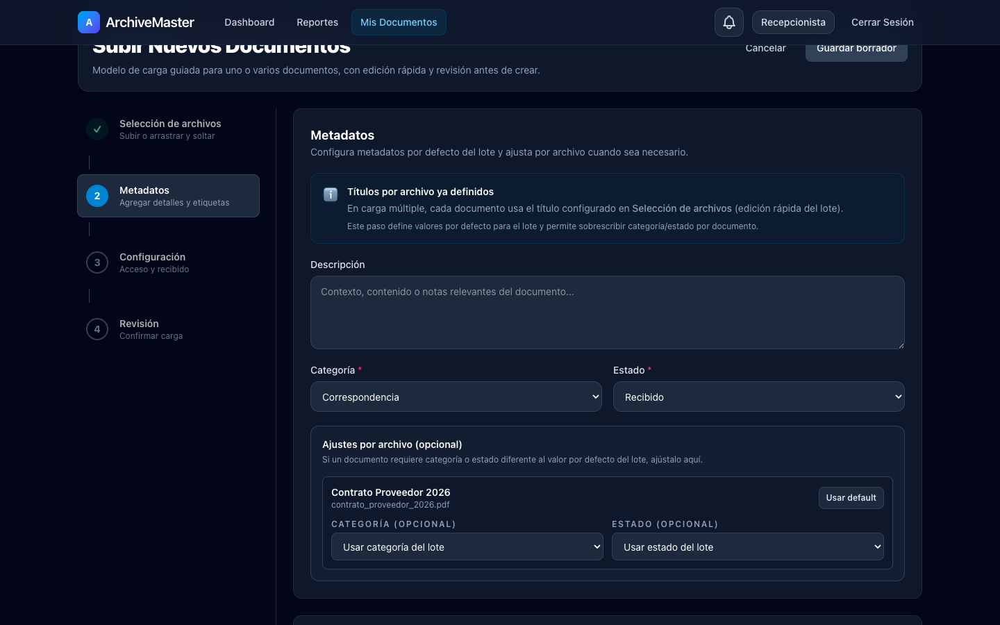 A ArchiveMaster Dashboard Reportes Mis Documentos Recepcionista Cerrar Sesión
Subir Nuevos Documentos
Cancelar Guardar borrador
Modelo de carga guiada para uno o varios documentos, con edición rápida y revisión antes de crear.
Selección de archivos
Subir o arrastrar y soltar
2 Metadatos
Agregar detalles y etiquetas
3 Configuración
Acceso y recibido
4 Revisión
Confirmar carga
Metadatos
Configura metadatos por defecto del lote y ajusta por archivo cuando sea necesario.
Títulos por archivo ya definidos
En carga múltiple, cada documento usa el título configurado en Selección de archivos (edición rápida del lote).
Este paso define valores por defecto para el lote y permite sobrescribir categoría/estado por documento.
Descripción
Contexto, contenido o notas relevantes del documento...
Categoría * Estado *
Correspondencia Recibido
Ajustes por archivo (opcional)
Si un documento requiere categoría o estado diferente al valor por defecto del lote, ajústalo aquí.
Contrato Proveedor 2026
contrato_proveedor_2026.pdf
Usar default
CATEGORÍA (OPCIONAL) ESTADO (OPCIONAL)
Usar categoría del lote Usar estado del lote